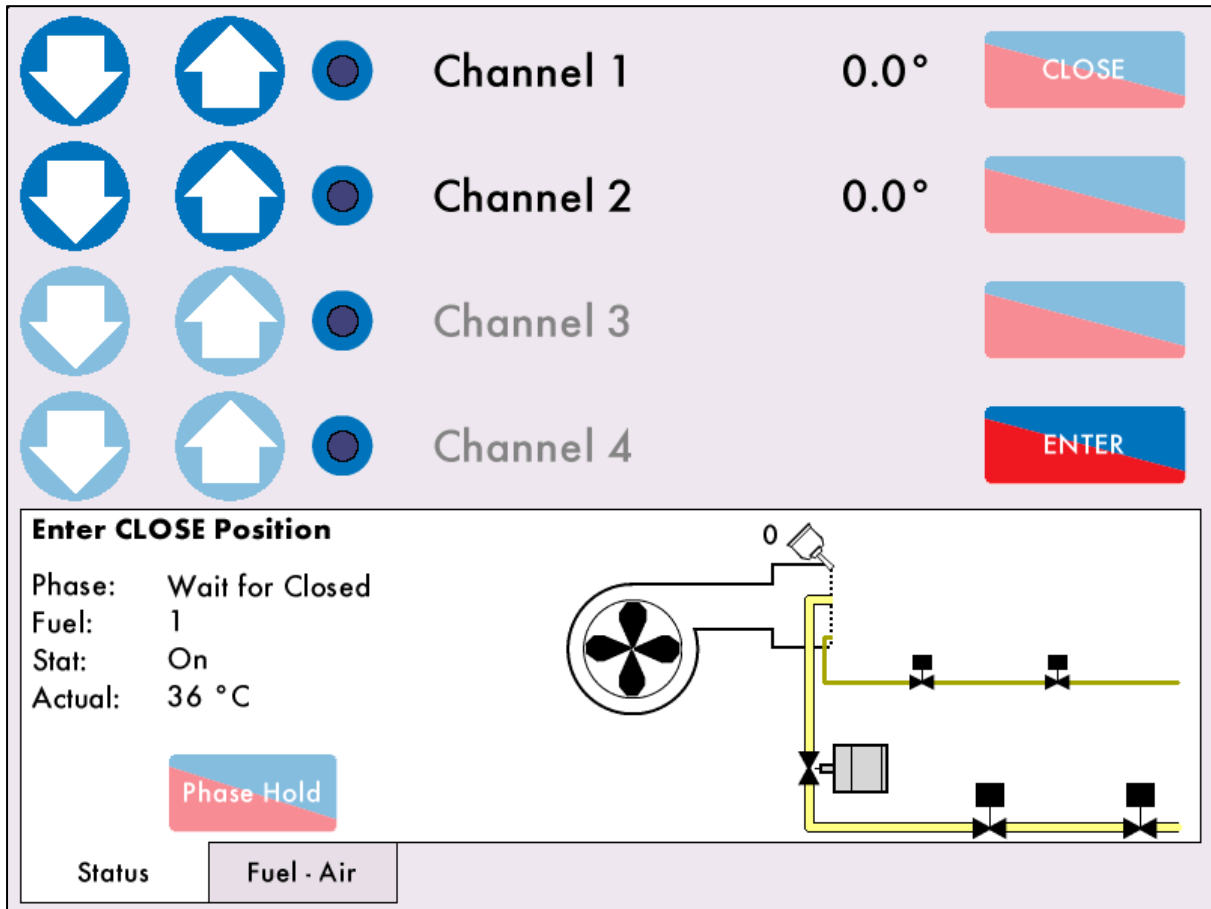 Channel 1 0.0° CLOSE
Channel 2 0.0°
Channel 3
Channel 4 ENTER
Enter CLOSE Position
0
Phase: Wait for Closed
Fuel: 1
Stat: On
Actual: 36 °C
Phase Hold
Status Fuel - Air